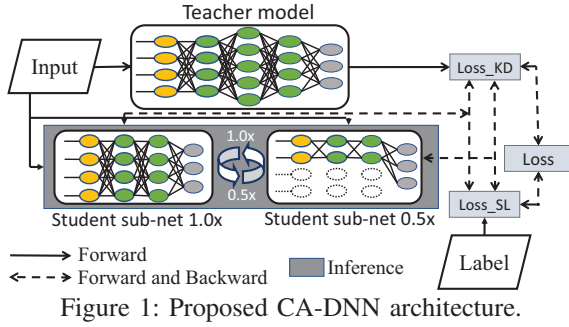 Teacher model
Input
Loss_KD
1.0x
0.5x
Loss
Student sub-net 1.0x
Student sub-net 0.5x
Loss_SL
Forward
Forward and Backward
Inference
Label
Figure 1: Proposed CA-DNN architecture.